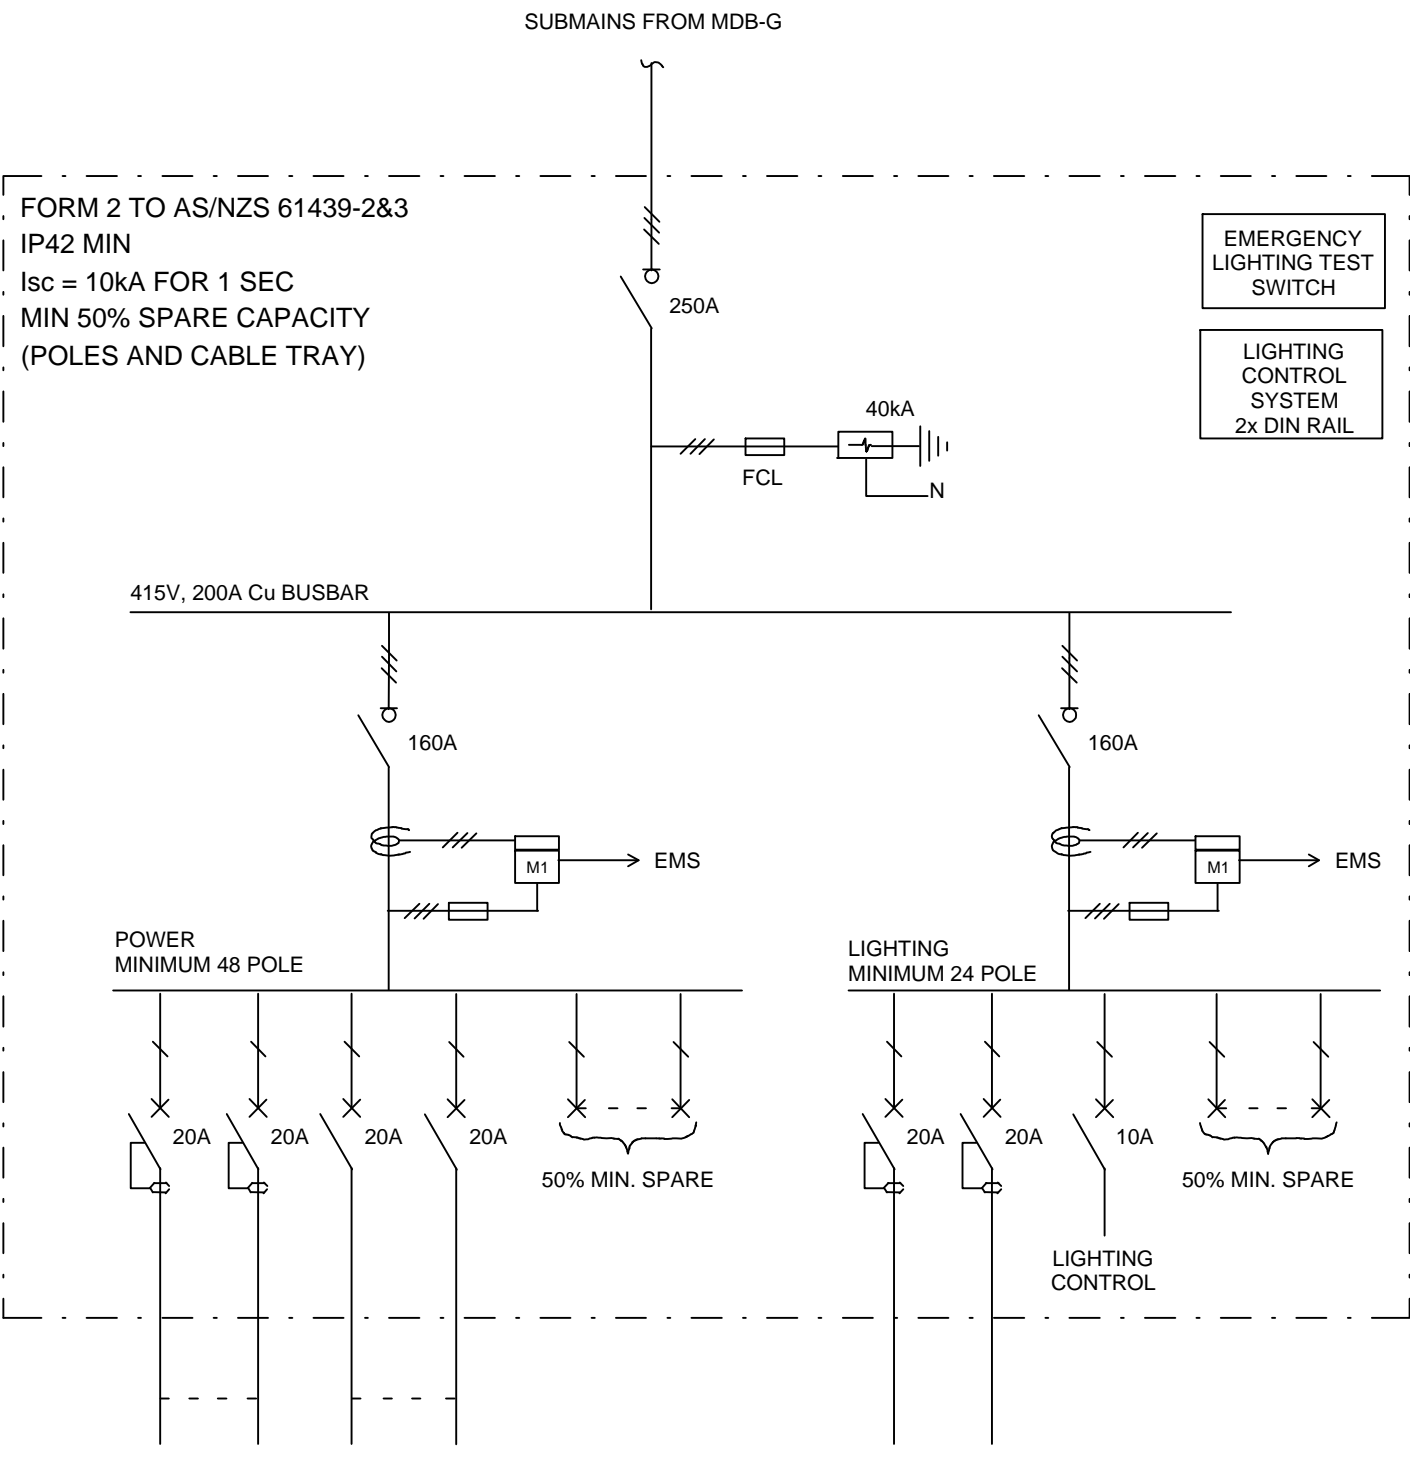 SUBMAINS FROM MDB-G
FORM 2 TO AS/NZS 61439-2&3
IP42 MIN
Isc = 10kA FOR 1 SEC
MIN 50% SPARE CAPACITY
(POLES AND CABLE TRAY)
EMERGENCY
LIGHTING TEST
SWITCH
250A
LIGHTING
CONTROL
SYSTEM
2x DIN RAIL
40kA
FCL
N
415V, 200A Cu BUSBAR
160A
160A
M1
EMS
M1
EMS
POWER
MINIMUM 48 POLE
LIGHTING
MINIMUM 24 POLE
20A
20A
20A
20A
50% MIN. SPARE
20A
20A
10A
50% MIN. SPARE
LIGHTING
CONTROL